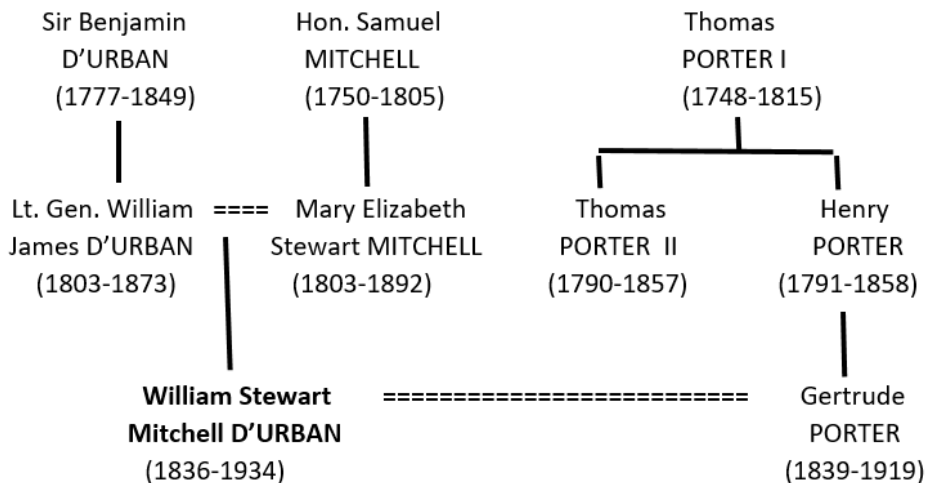 Sir Benjamin
D’URBAN
(1777-1849)
Hon. Samuel
MITCHELL
(1750-1805)
Thomas
PORTER I
(1748-1815)
Lt. Gen. William
James D’URBAN
(1803-1873)
====
Mary Elizabeth
Stewart MITCHELL
(1803-1892)
Thomas
PORTER II
(1790-1857)
Henry
PORTER
(1791-1858)
William Stewart
Mitchell D’URBAN
(1836-1934)
==========================
Gertrude
PORTER
(1839-1919)